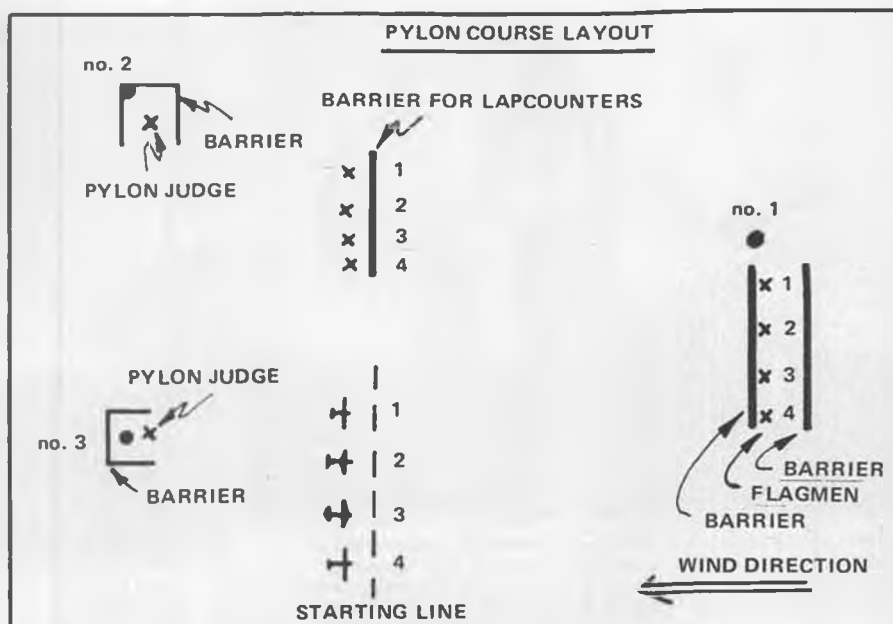 PYLON COURSE LAYOUT
no. 2
BARRIER FOR LAPCOUNTERS
BARRIER
PYLON JUDGE
1
2
3
4
no. 1
1
2
3
4
PYLON JUDGE
no. 3
BARRIER
1
2
3
4
BARRIER
FLAGMEN
BARRIER
WIND DIRECTION
STARTING LINE